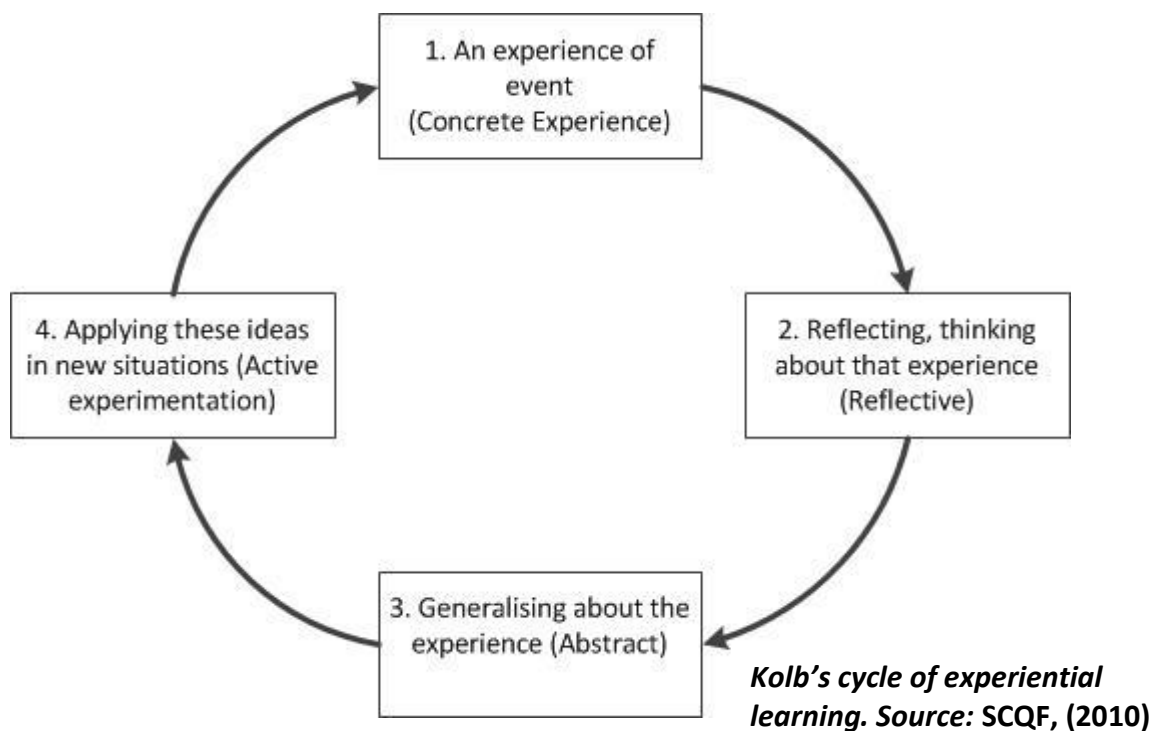 1. An experience of
event
(Concrete Experience)
2. Reflecting, thinking
about that experience
(Reflective)
3. Generalising about the
experience (Abstract)
4. Applying these ideas
in new situations (Active
experimentation)
Kolb’s cycle of experiential
learning. Source: SCQF, (2010)